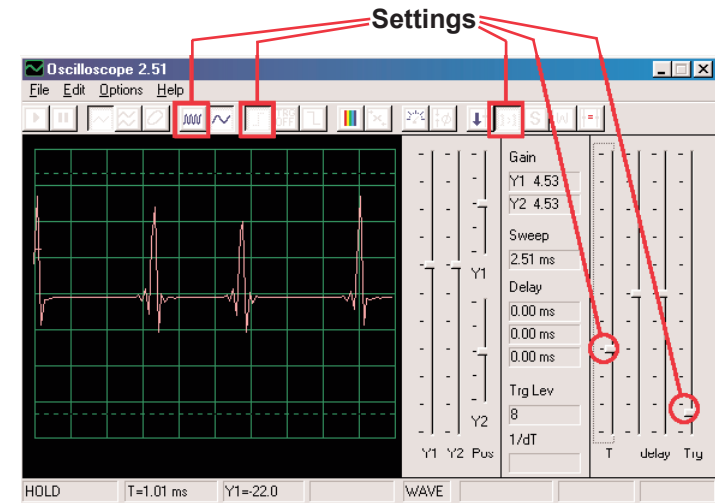 Settings
Oscilloscope 2.51
File Edit Options Help
Gain
Y1 4.53
Y2 4.53
Sweep
2.51 ms
Y1
Delay
0.00 ms
0.00 ms
0.00 ms
Trg Lev
8
Y2
1/dT
Y1 Y2 Pos T delay Trg
HOLD T=1.01 ms Y1=-22.0 WAVE